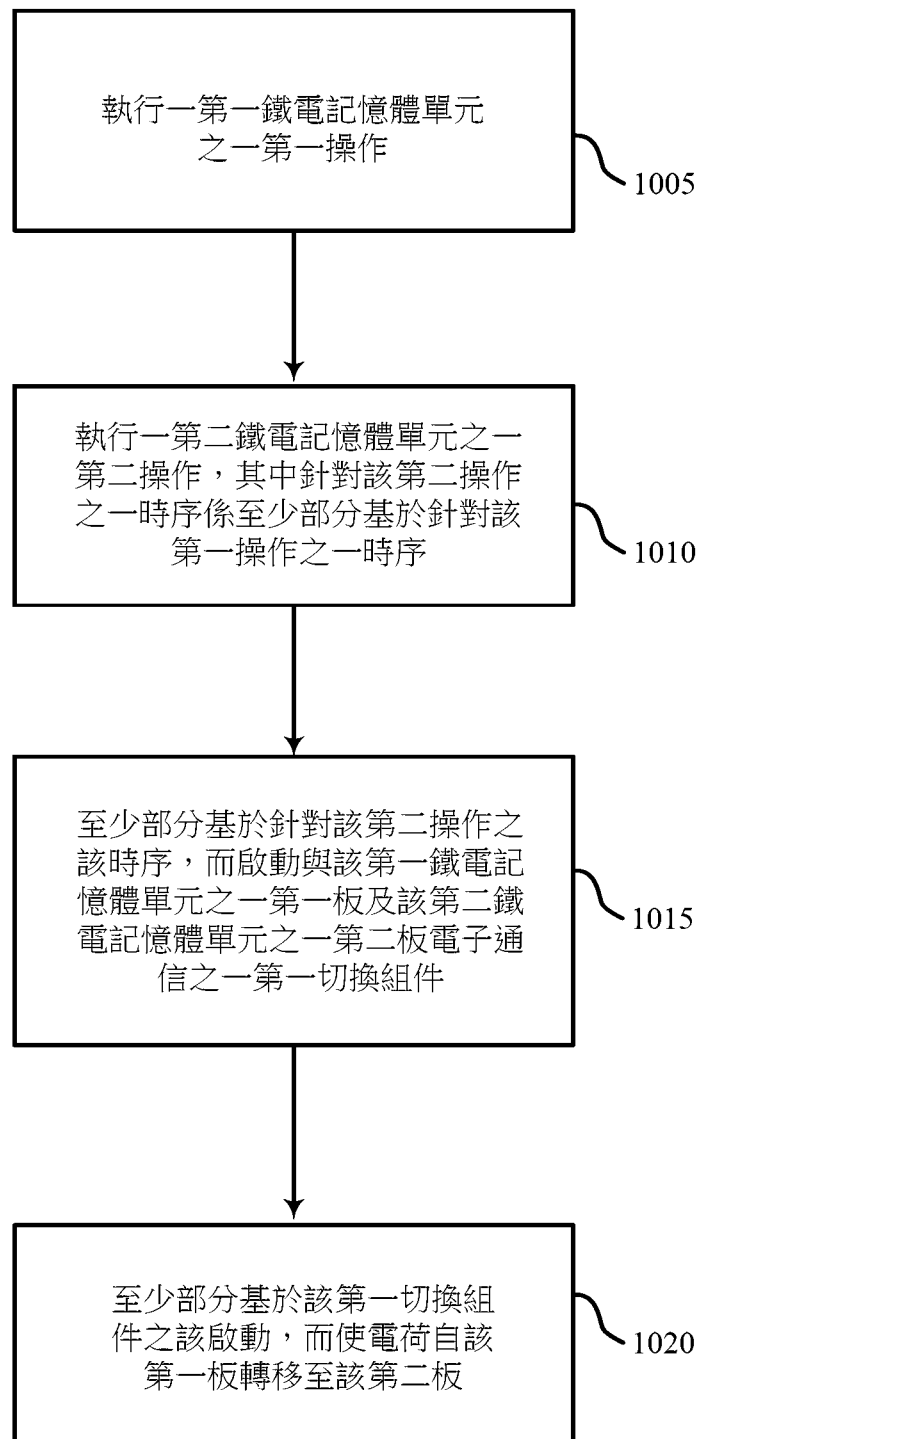 執行一第一鐵電記憶體單元
之一第一操作
1005
執行一第二鐵電記憶體單元之一
第二操作，其中針對該第二操作
之一時序係至少部分基於針對該
第一操作之一時序
1010
至少部分基於針對該第二操作之
該時序，而啟動與該第一鐵電記
憶體單元之一第一板及該第二鐵
電記憶體單元之一第二板電子通
信之一第一切換組件
1015
至少部分基於該第一切換組
件之該啟動，而使電荷自該
第一板轉移至該第二板
1020